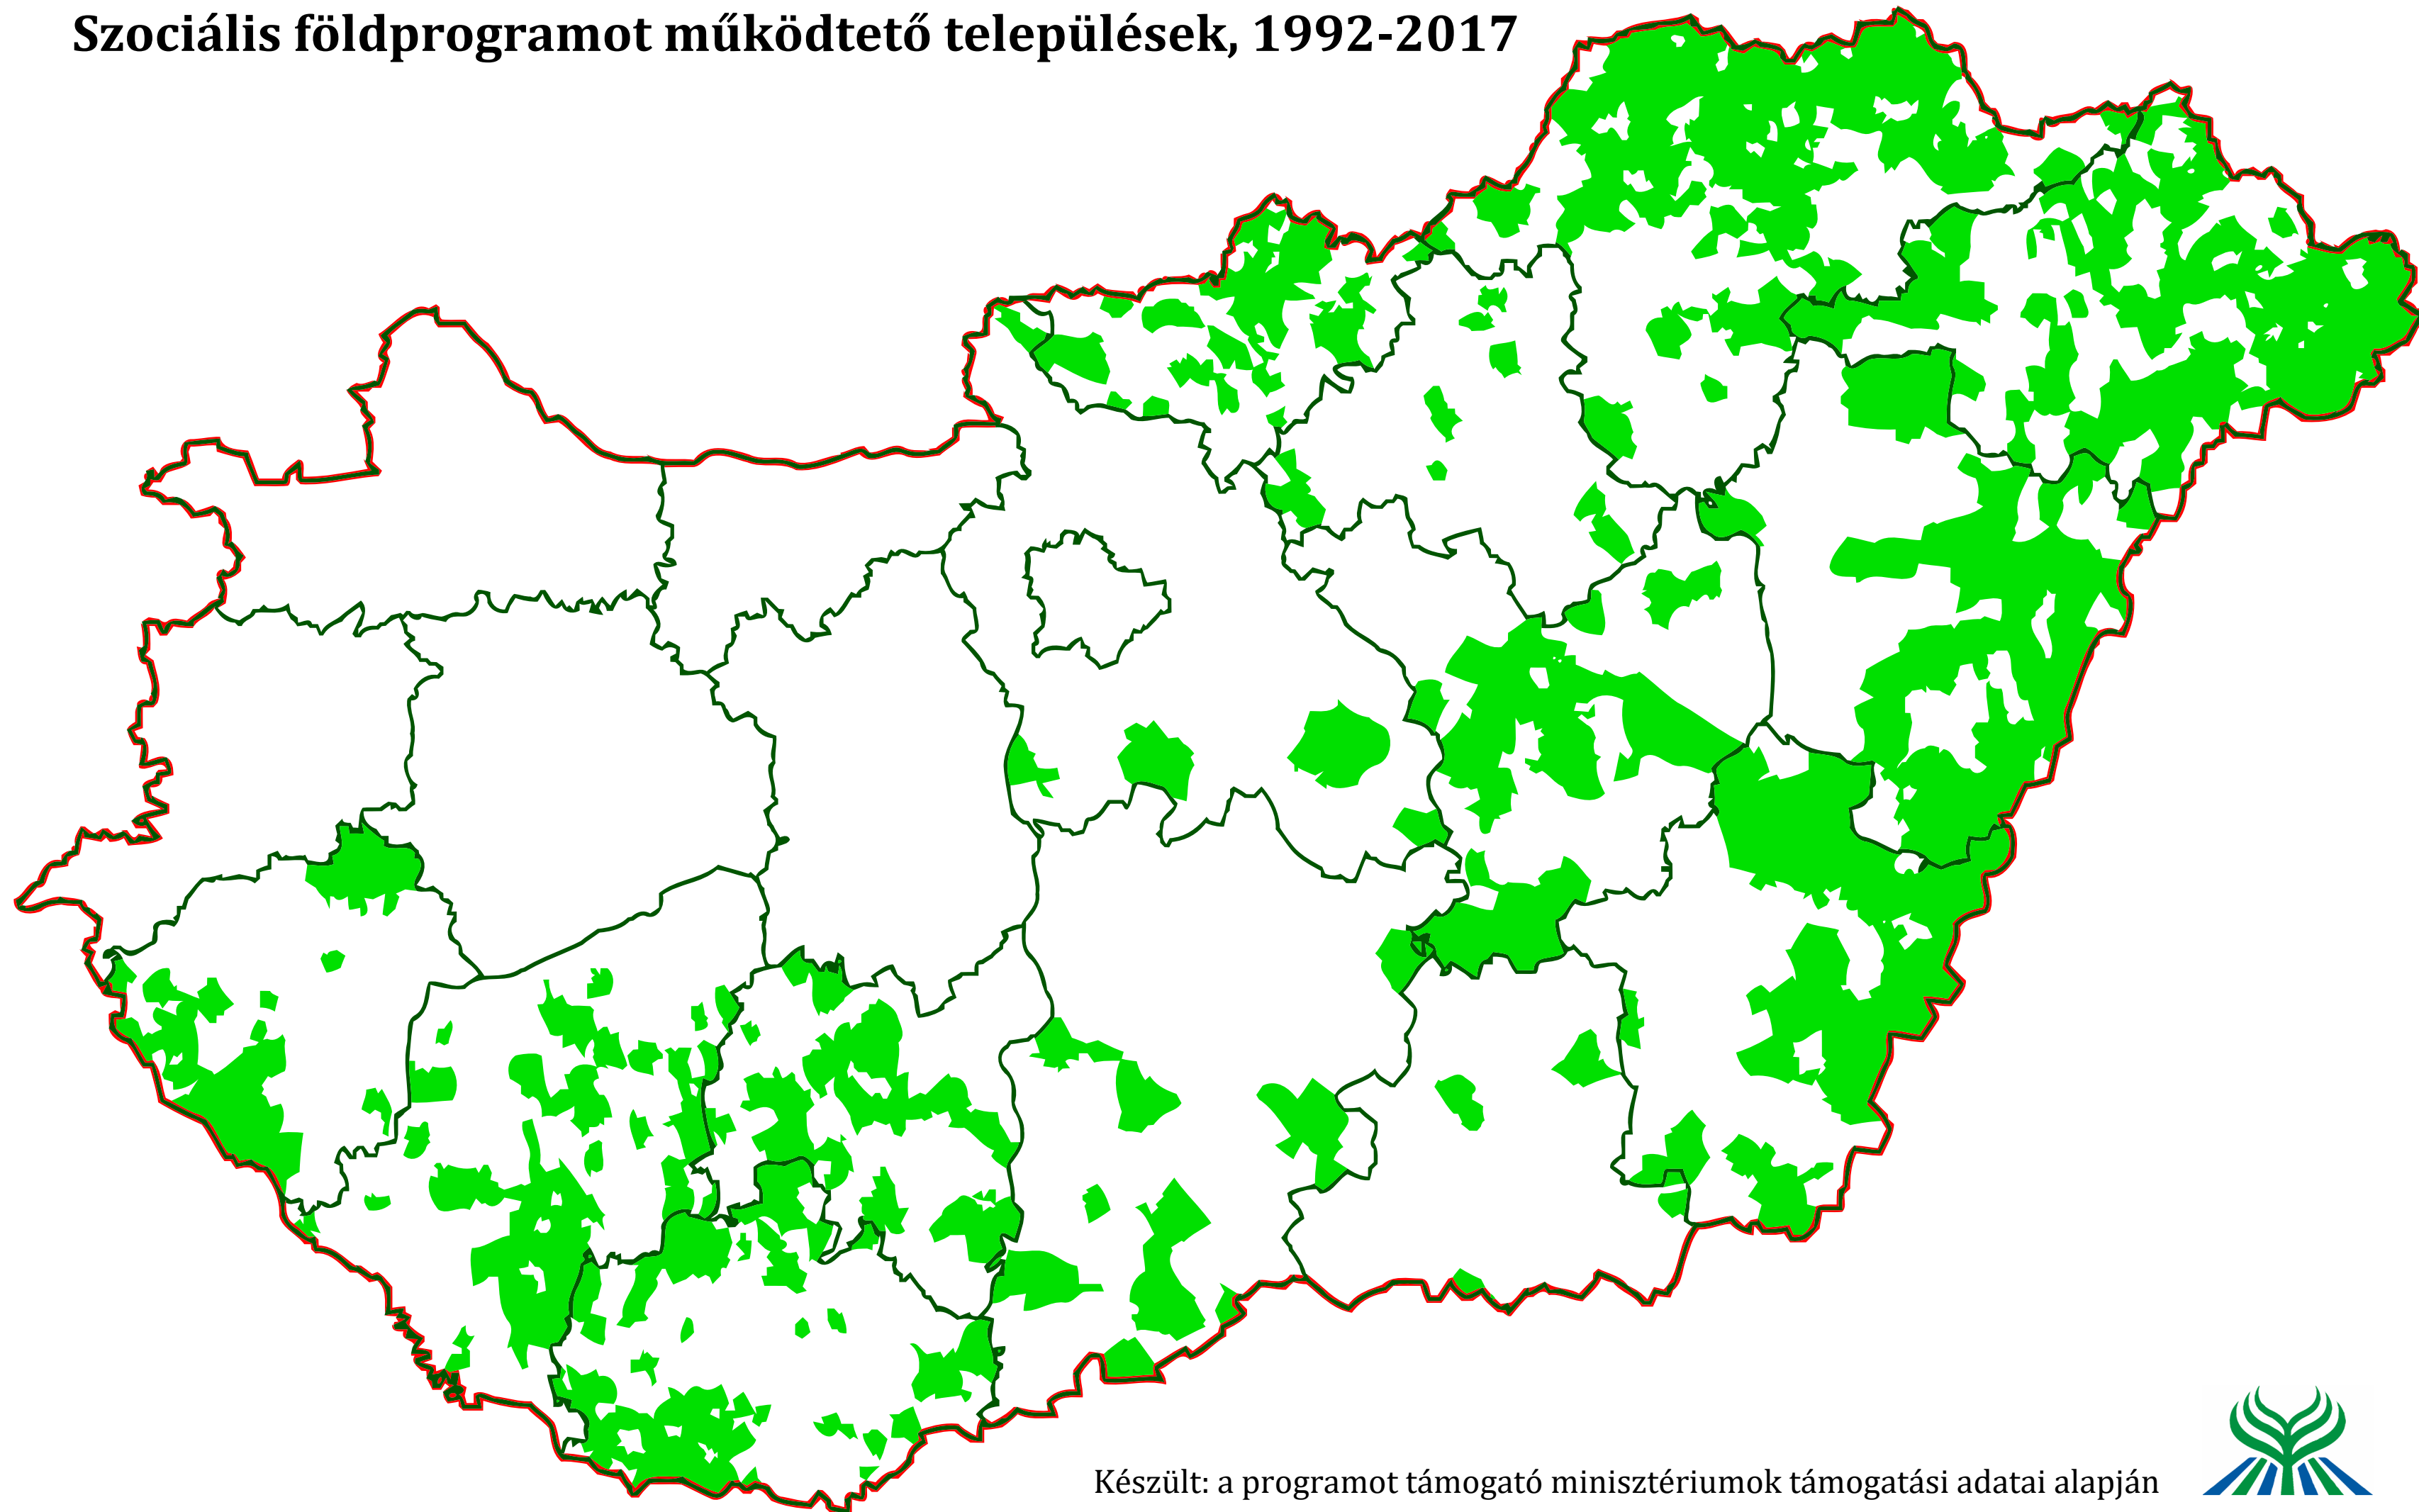 Szociális földprogramot működtető települések, 1992-2017
Készült: a programot támogató minisztériumok támogatási adatai alapján